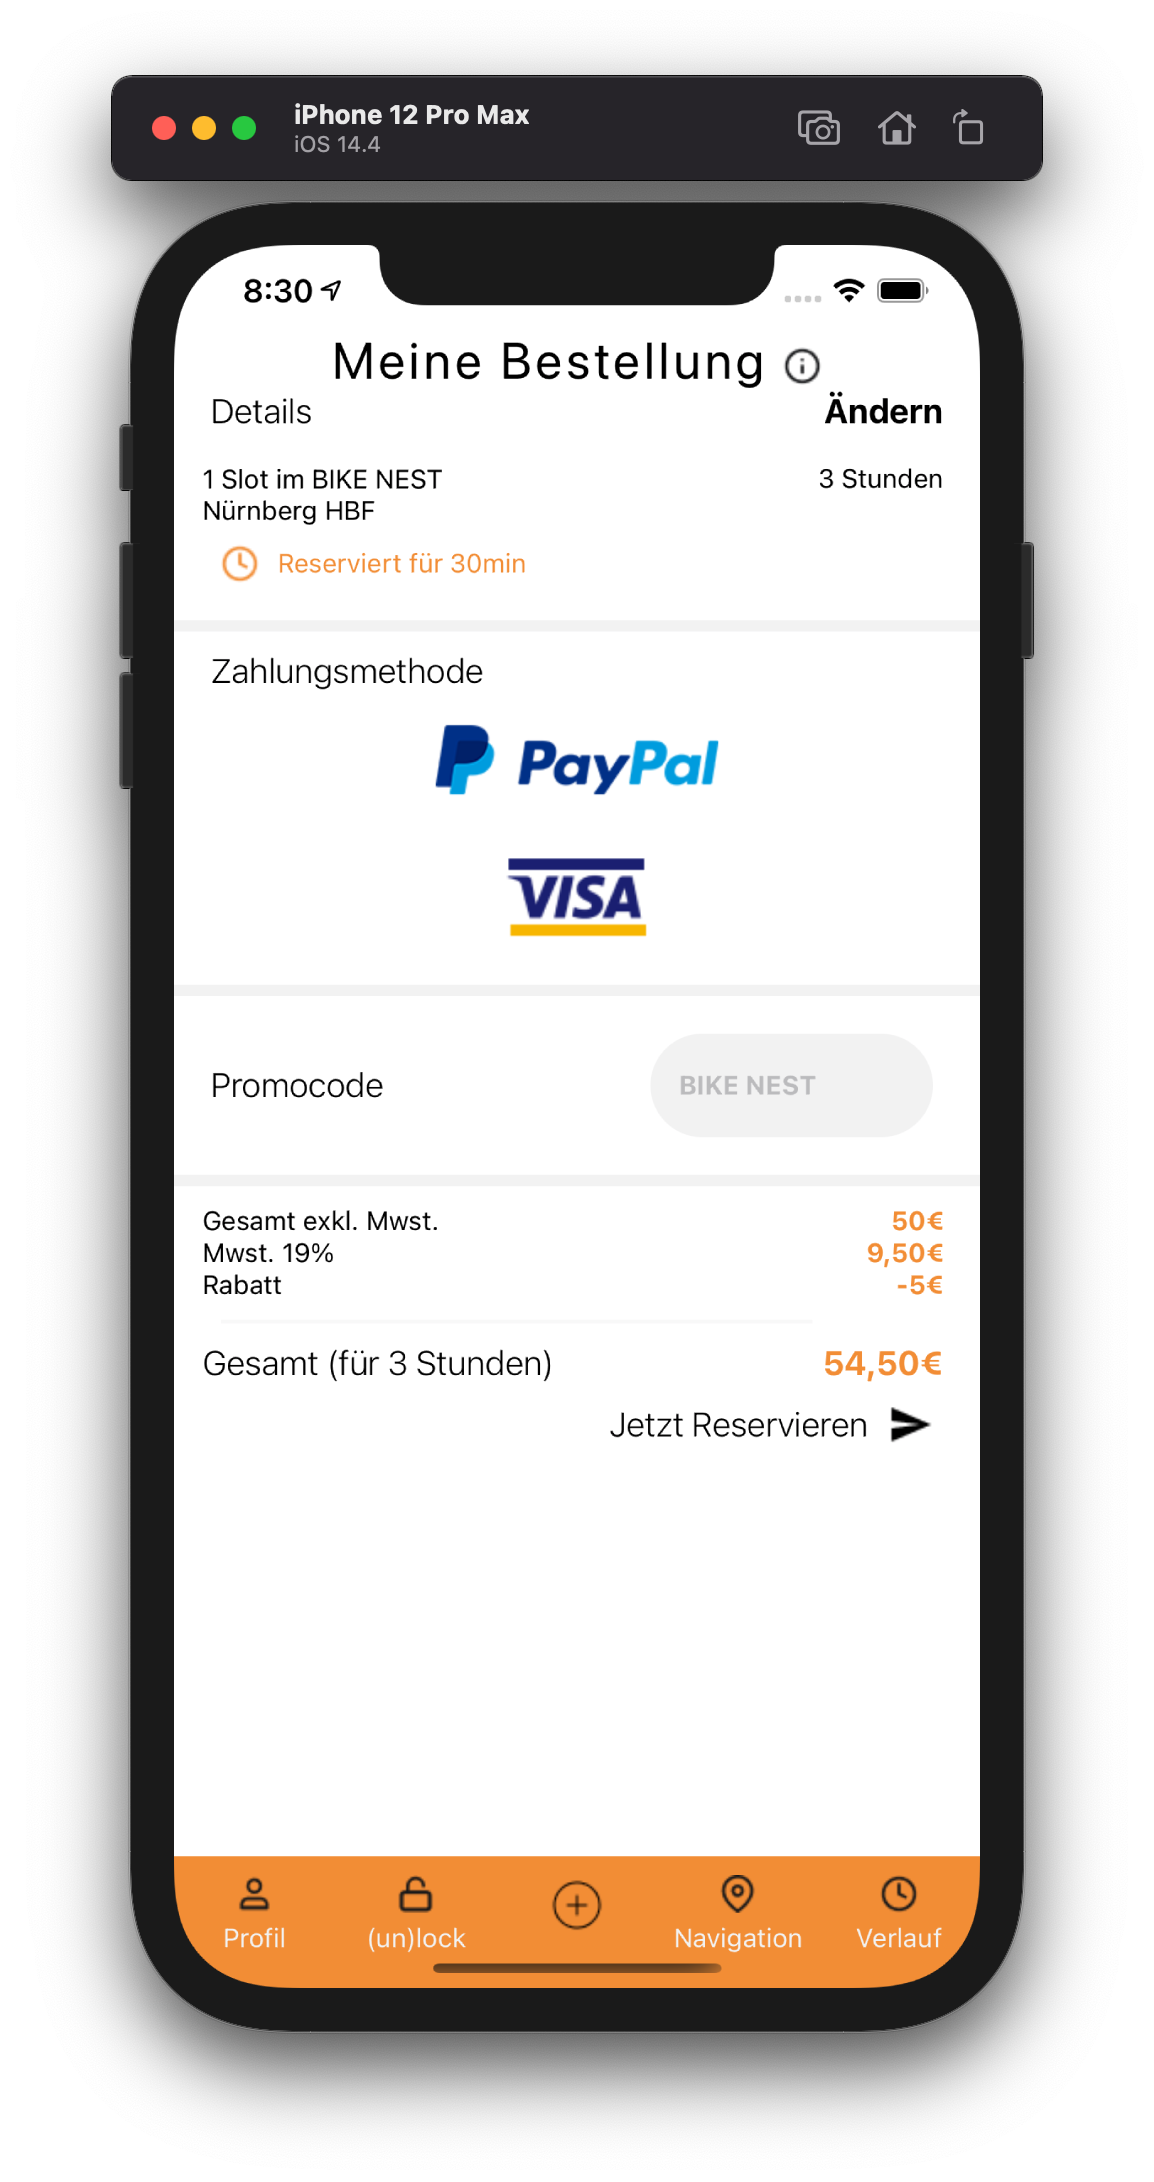 iPhone 12 Pro Max
iOS 14.4
8:30
Meine Bestellung
Details Ändern
1 Slot im BIKE NEST 3 Stunden
Nürnberg HBF
Reserviert für 30min
Zahlungsmethode
PayPal
VISA
Promocode BIKE NEST
Gesamt exkl. Mwst. 50€
Mwst. 19% 9,50€
Rabatt -5€
Gesamt (für 3 Stunden) 54,50€
Jetzt Reservieren
Profil (un)lock Navigation Verlauf